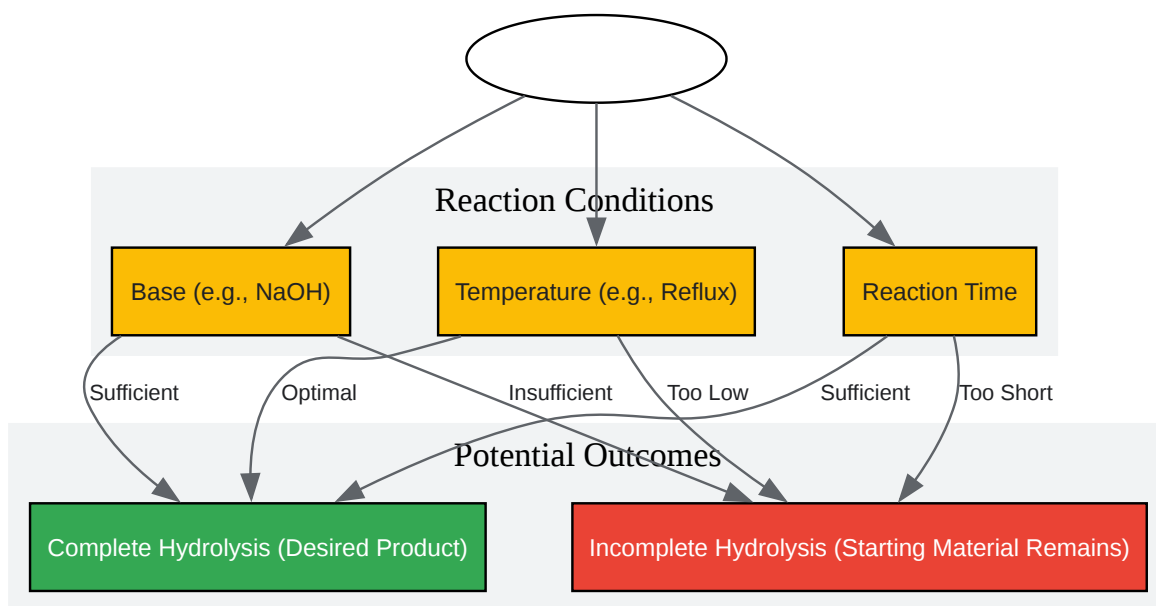 Reaction Conditions
Base (e.g., NaOH)
Temperature (e.g., Reflux)
Reaction Time
Sufficient
Optimal
Insufficient
Too Low
Sufficient
Too Short
Potential Outcomes
Complete Hydrolysis (Desired Product)
Incomplete Hydrolysis (Starting Material Remains)